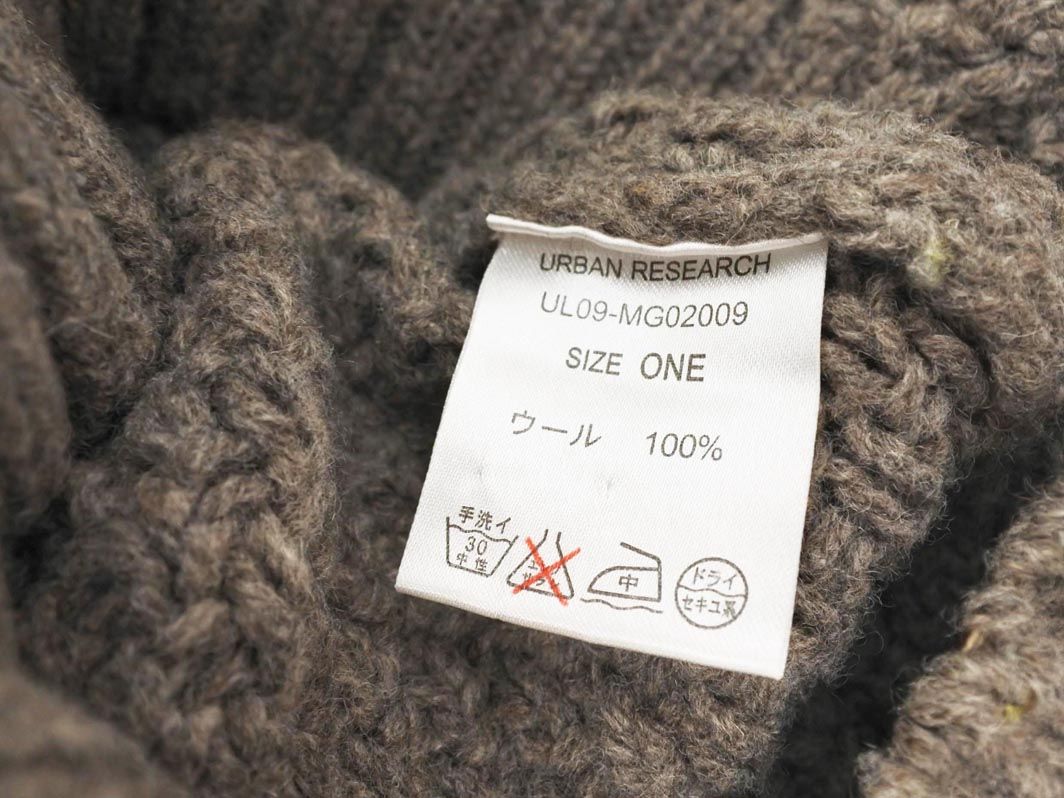 URBAN RESEARCH
UL09-MG02009
SIZE ONE
ウール 100%
手洗イ
30
中性
中
ドライ
セキユ系